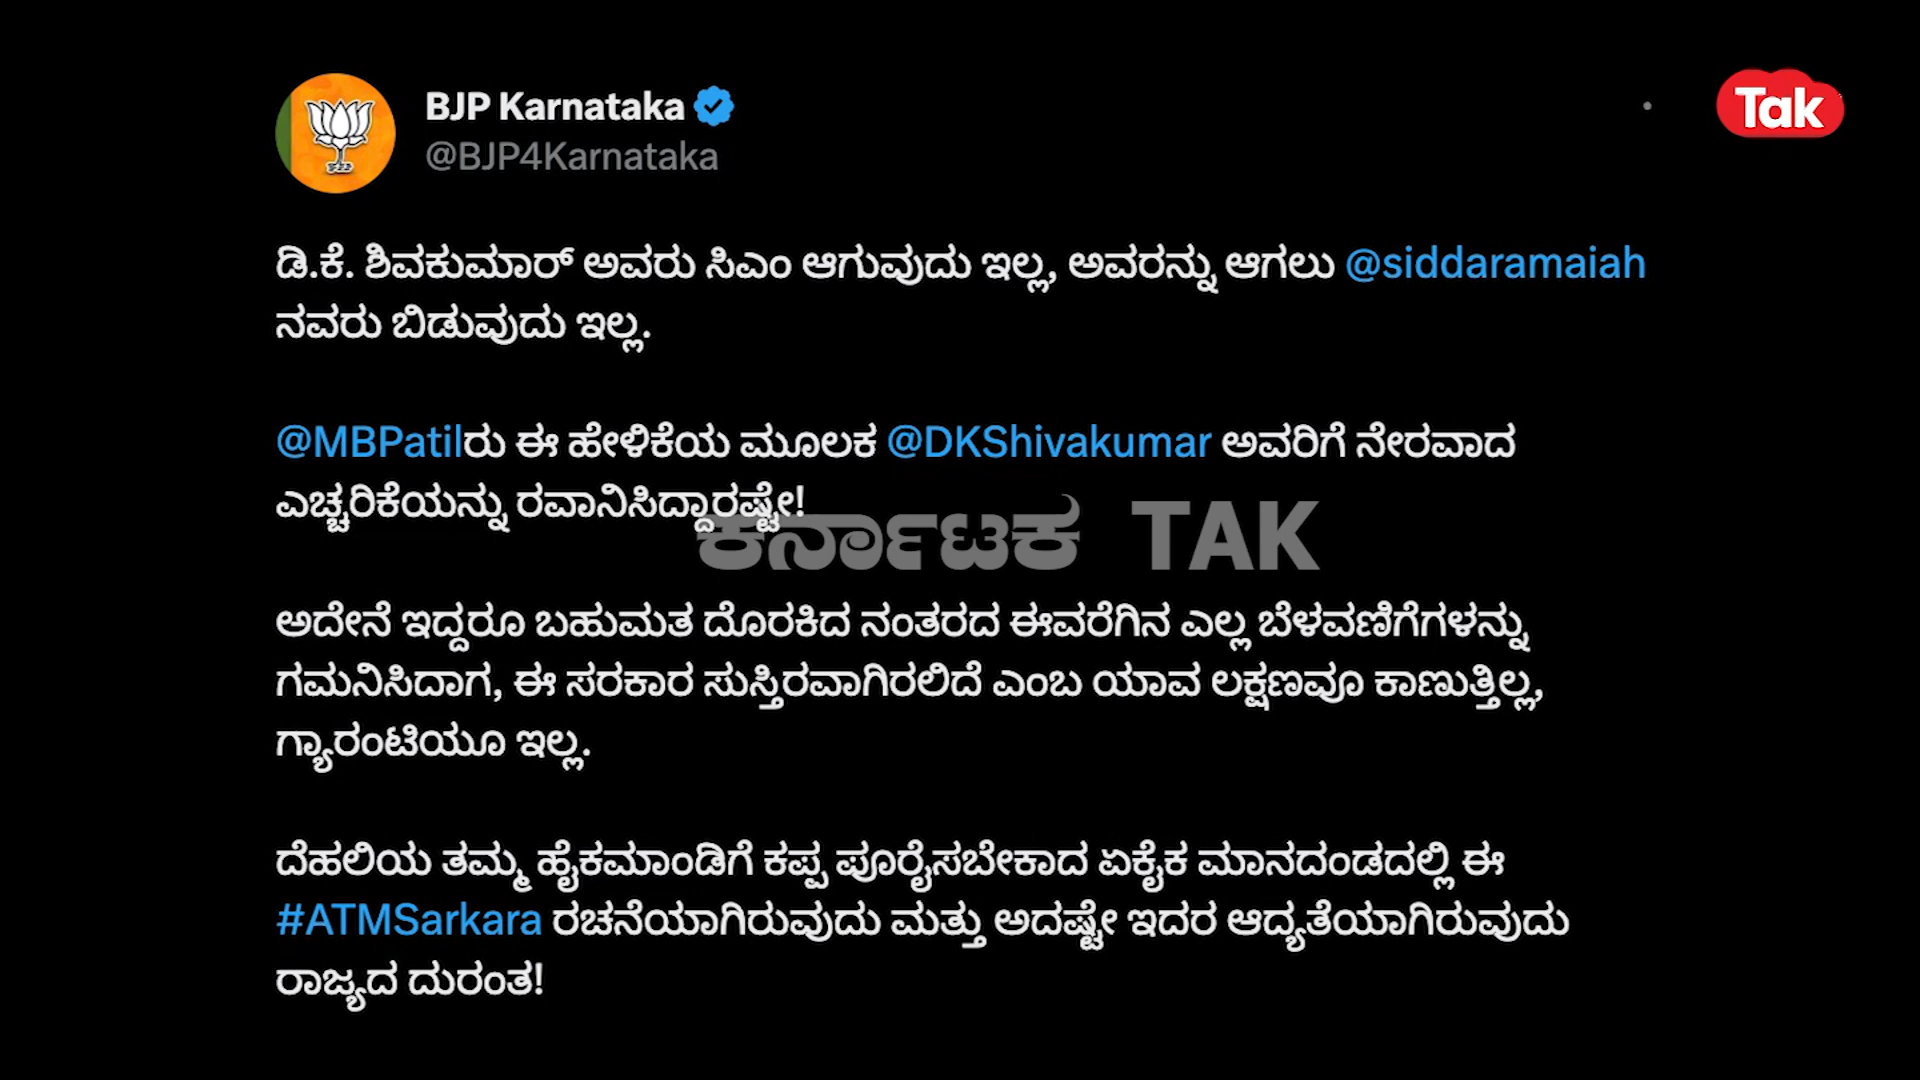 BJP Karnataka
Tak
@BJP4Karnataka
ಡಿ.ಕೆ. ಶಿವಕುಮಾರ್ ಅವರು ಸಿಎಂ ಆಗುವುದು ಇಲ್ಲ, ಅವರನ್ನು ಆಗಲು @siddaramaiah
ನವರು ಬಿಡುವುದು ಇಲ್ಲ.
@MBPatilರು ಈ ಹೇಳಿಕೆಯ ಮೂಲಕ @DKShivakumar ಅವರಿಗೆ ನೇರವಾದ
ಎಚ್ಚರಿಕೆಯನ್ನು ರವಾನಿಸಿದ್ದಾರಷ್ಟೇ!
ಕರ್ನಾಟಕ TAK
ಅದೇನೆ ಇದ್ದರೂ ಬಹುಮತ ದೊರಕಿದ ನಂತರದ ಈವರೆಗಿನ ಎಲ್ಲ ಬೆಳವಣಿಗೆಗಳನ್ನು
ಗಮನಿಸಿದಾಗ, ಈ ಸರಕಾರ ಸುಸ್ತಿರವಾಗಿರಲಿದೆ ಎಂಬ ಯಾವ ಲಕ್ಷಣವೂ ಕಾಣುತ್ತಿಲ್ಲ,
ಗ್ಯಾರಂಟಿಯೂ ಇಲ್ಲ.
ದೆಹಲಿಯ ತಮ್ಮ ಹೈಕಮಾಂಡಿಗೆ ಕಪ್ಪ ಪೂರೈಸಬೇಕಾದ ಏಕೈಕ ಮಾನದಂಡದಲ್ಲಿ ಈ
#ATMSarkara ರಚನೆಯಾಗಿರುವುದು ಮತ್ತು ಅದಷ್ಟೇ ಇದರ ಆದ್ಯತೆಯಾಗಿರುವುದು
ರಾಜ್ಯದ ದುರಂತ!